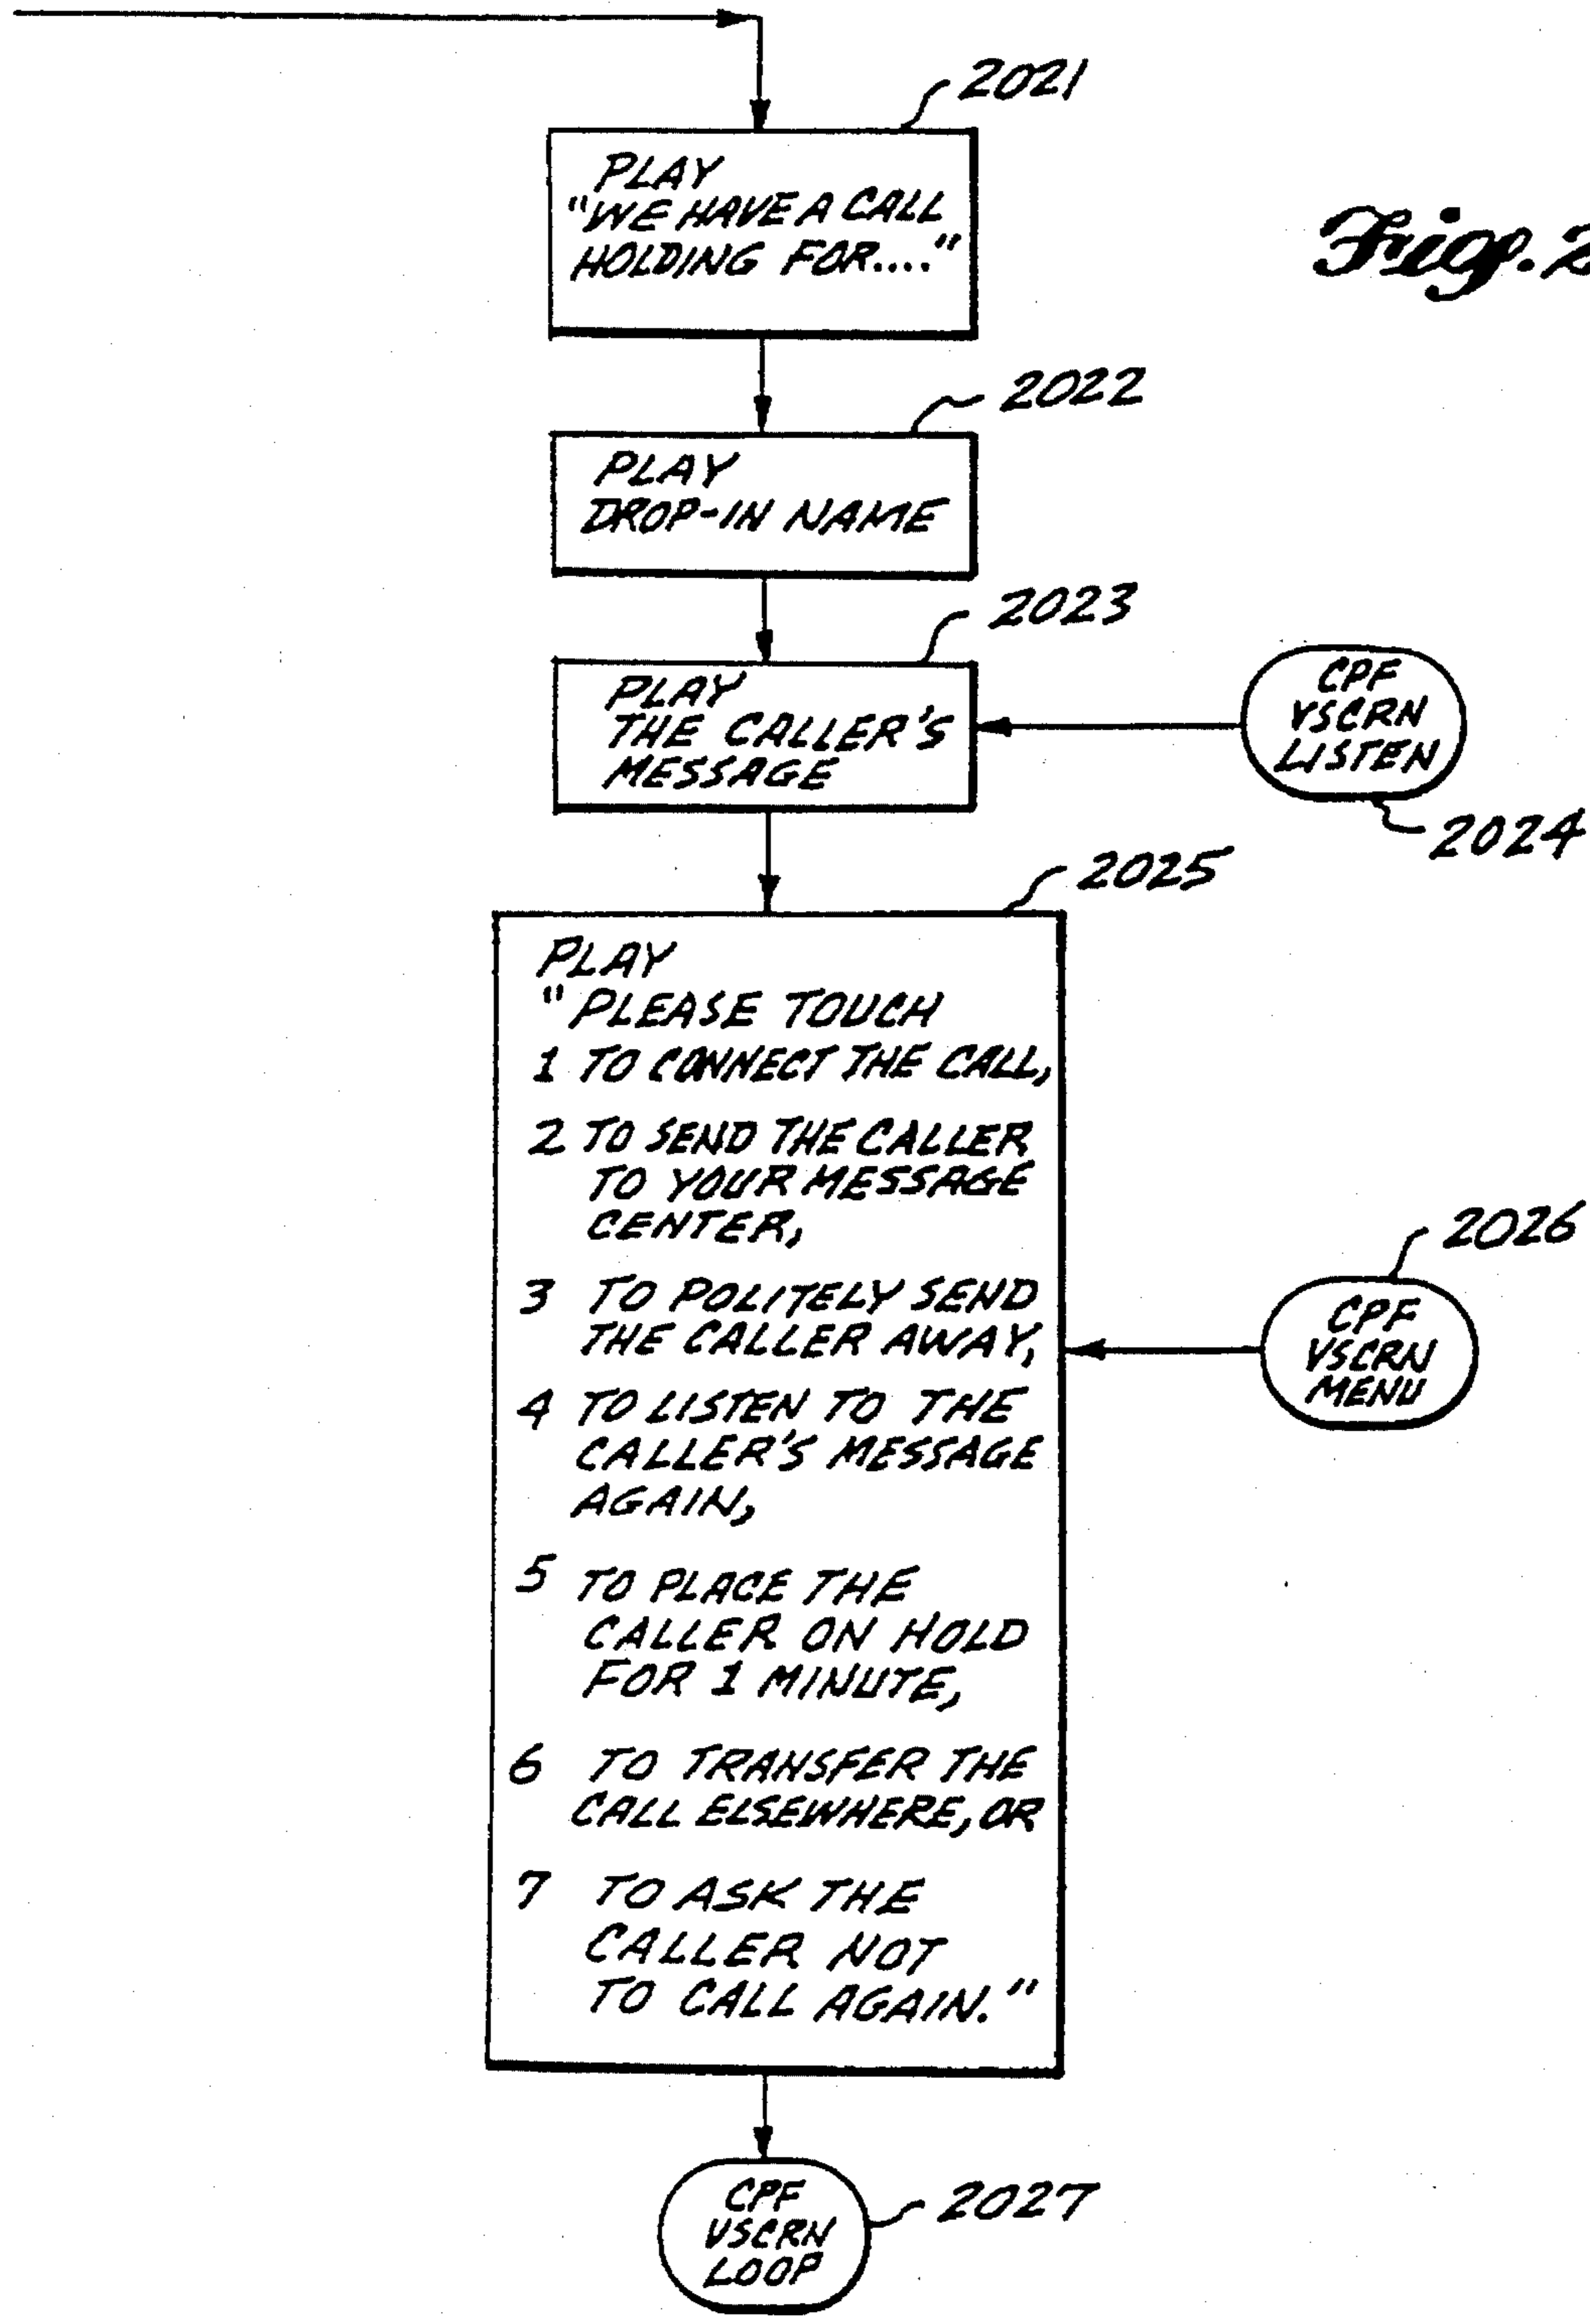 2021
PLAY
"WE HAVE A CALL
HOLDING FOR...."
Fig. 2
2022
PLAY
DROP-IN NAME
2023
PLAY
THE CALLER'S
MESSAGE
CPF
VSCRN
LISTEN
2024
2025
PLAY
"PLEASE TOUCH
1 TO CONNECT THE CALL,
2 TO SEND THE CALLER
TO YOUR MESSAGE
CENTER,
3 TO POLITELY SEND
THE CALLER AWAY,
4 TO LISTEN TO THE
CALLER'S MESSAGE
AGAIN,
5 TO PLACE THE
CALLER ON HOLD
FOR 1 MINUTE,
6 TO TRANSFER THE
CALL ELSEWHERE, OR
7 TO ASK THE
CALLER NOT
TO CALL AGAIN."
2026
CPF
VSCRN
MENU
CPF
VSCRN
LOOP
2027